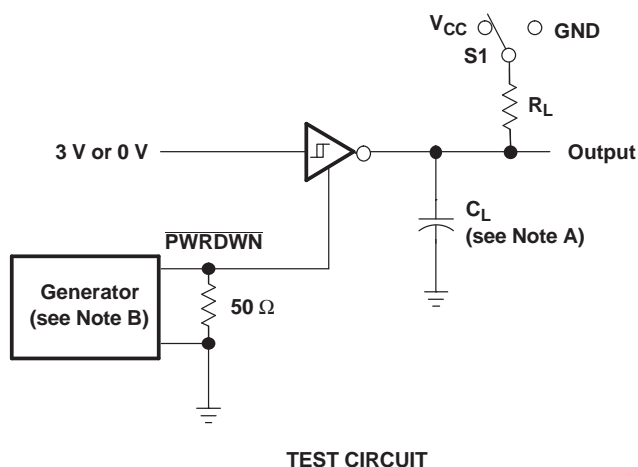 VCC
GND
S1
RL
3 V or 0 V
Output
CL
(see Note A)
PWRDWN
Generator
(see Note B)
50 Ω
TEST CIRCUIT